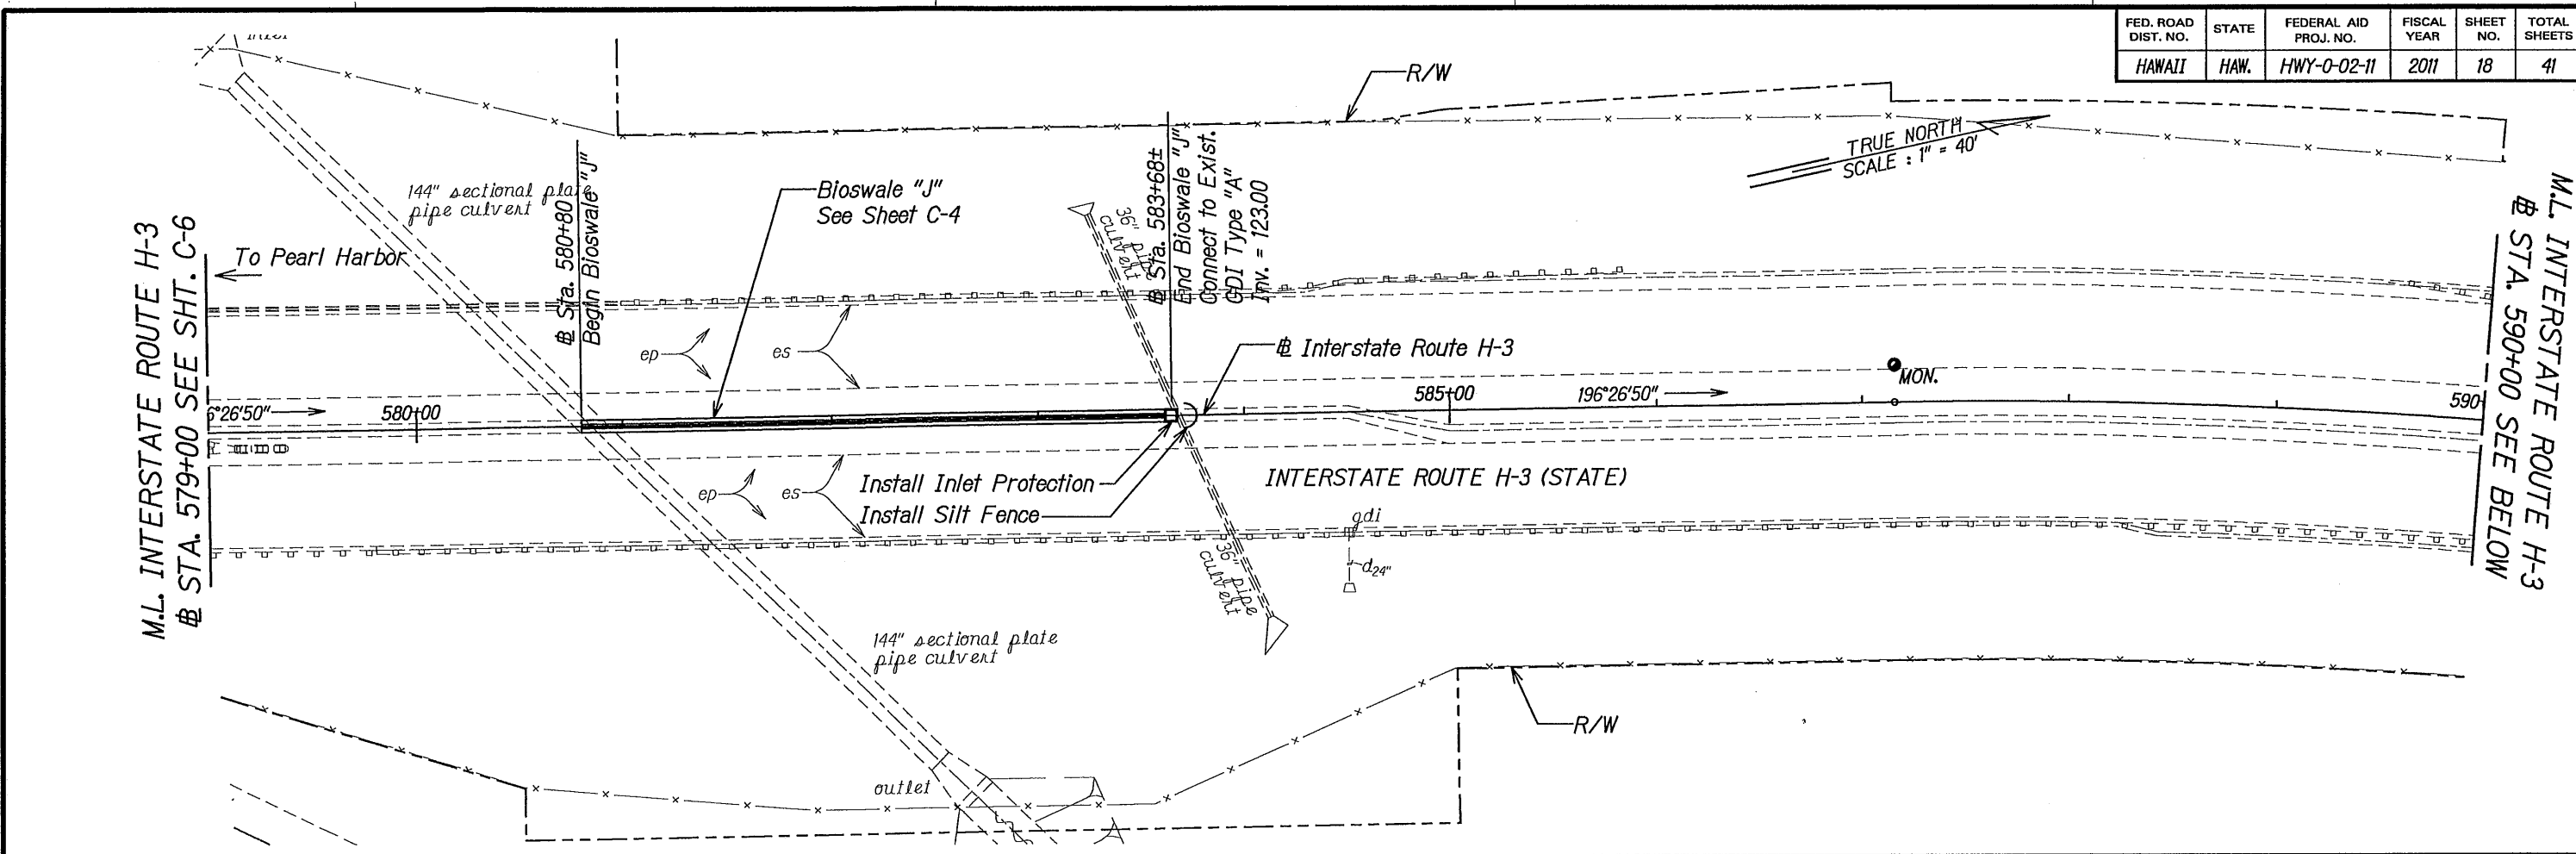 FED. ROAD DIST. NO.
STATE
FEDERAL AID PROJ. NO.
FISCAL YEAR
SHEET NO.
TOTAL SHEETS
HAWAII
HAW.
HWY-0-02-11
2011
18
41
R/W
TRUE NORTH
SCALE : 1" = 40'
144" sectional plate
pipe culvert
℄ Sta. 580+80
Begin Bioswale "J"
Bioswale "J"
See Sheet C-4
36" Pipe
culvert
℄ Sta. 583+68±
End Bioswale "J"
Connect to Exist.
GDI Type "A"
Inv. = 123.00
M.L. INTERSTATE ROUTE H-3
℄ STA. 579+00 SEE SHT. C-6
To Pearl Harbor
ep
es
℄ Interstate Route H-3
MON.
6°26'50"
580+00
585+00
196°26'50"
590
M.L. INTERSTATE ROUTE H-3
℄ STA. 590+00 SEE BELOW
ep
es
Install Inlet Protection
Install Silt Fence
INTERSTATE ROUTE H-3 (STATE)
gdi
d24"
36" Pipe
culvert
144" sectional plate
pipe culvert
R/W
outlet